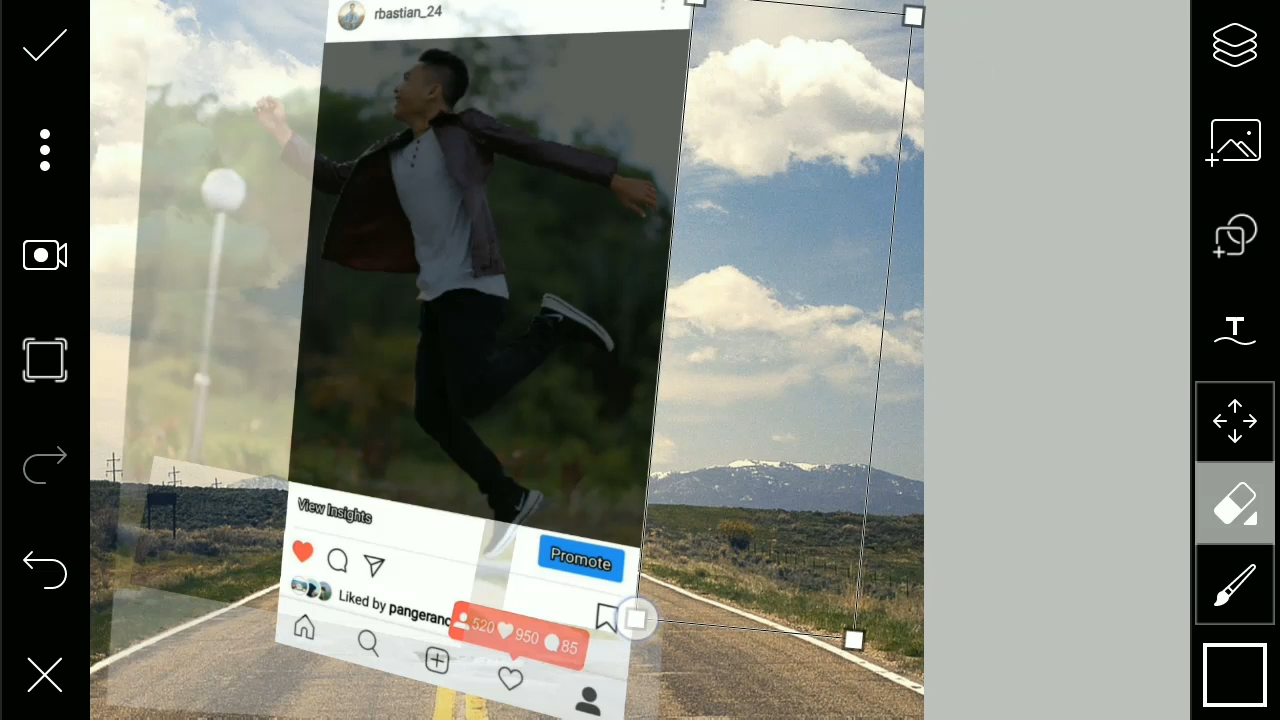 rbastian_24
View Insights
Promote
Liked by pangeranc
520 950 85
T